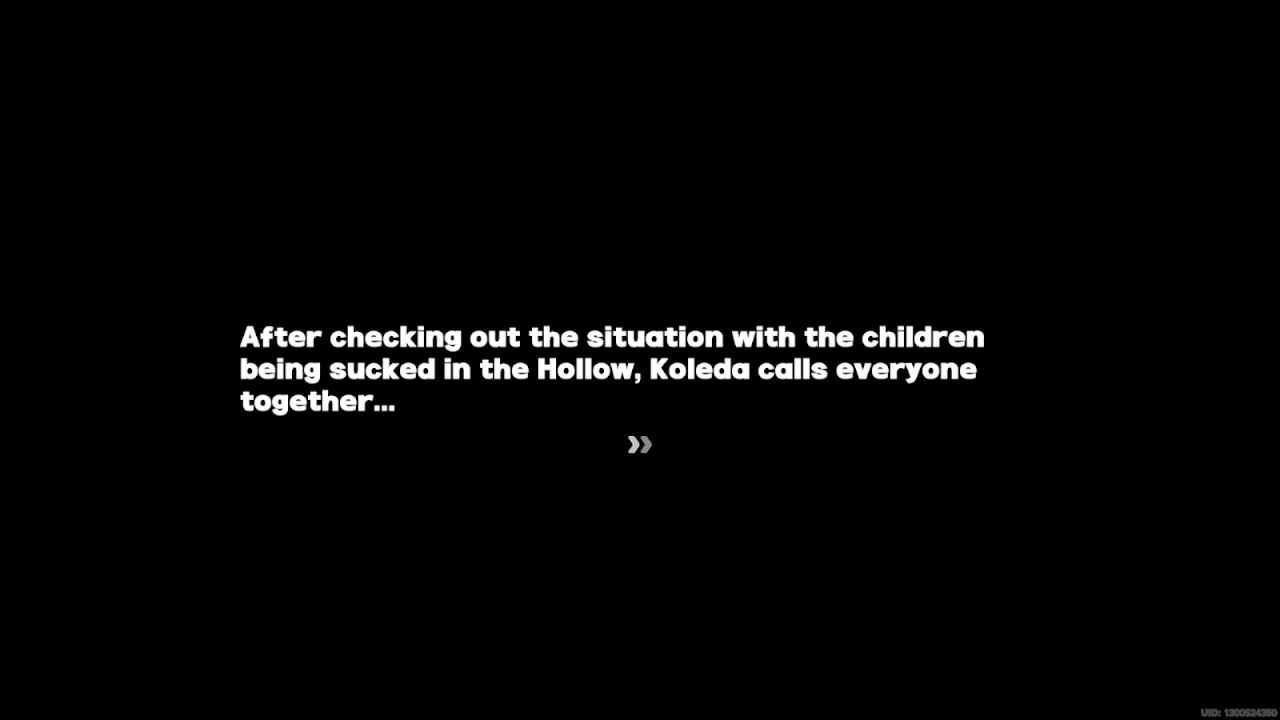 After checking out the situation with the children
being sucked in the Hollow, Koleda calls everyone
together...
UID: 1300524350